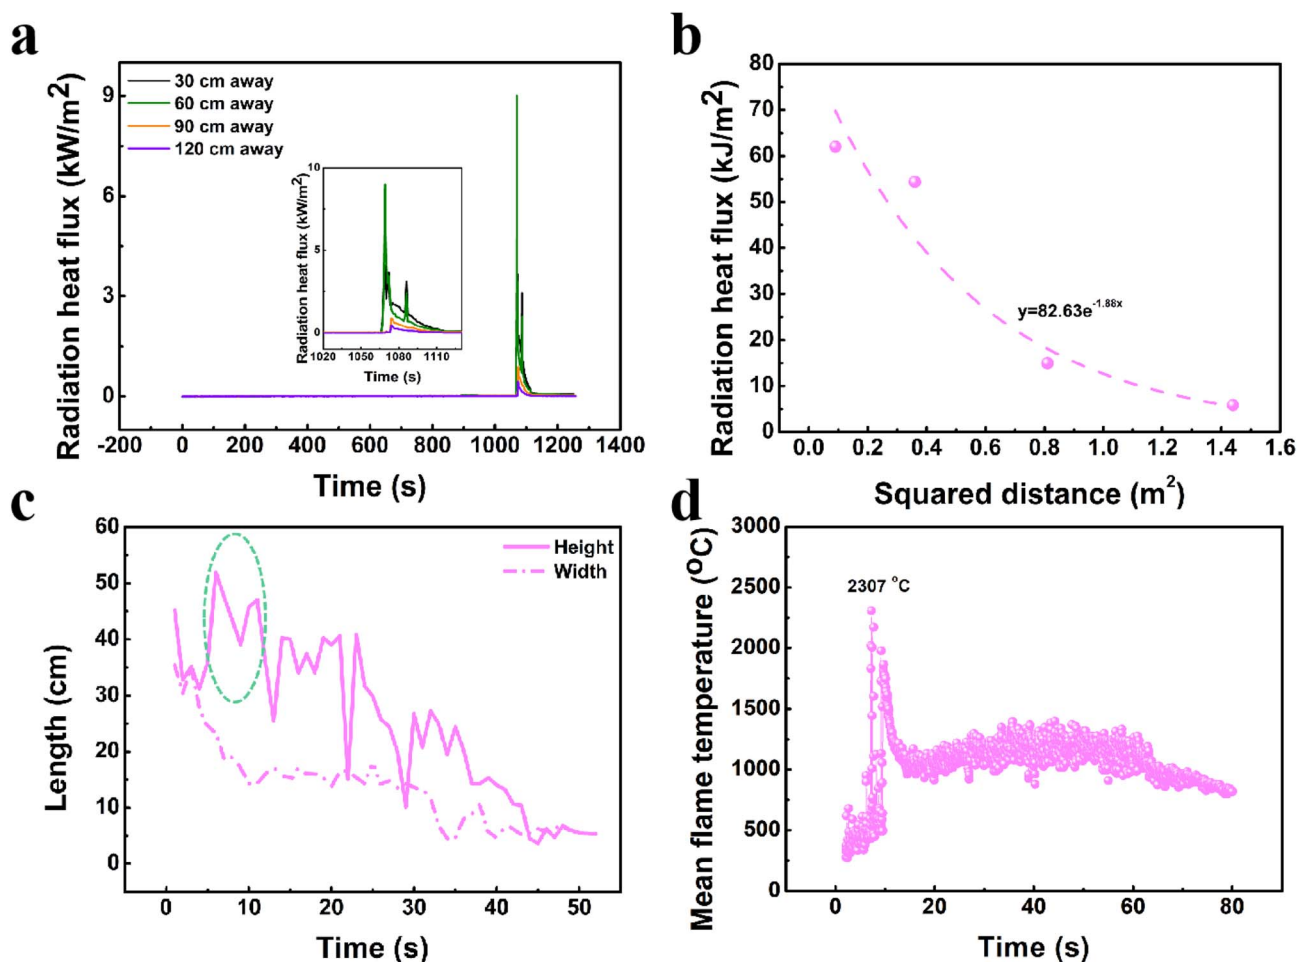 a
Radiation heat flux (kW/m²)
9
6
3
0
30 cm away
60 cm away
90 cm away
120 cm away
Radiation heat flux (kW/m²)
10
5
0
1020 1050 1080 1110
Time (s)
-200 0 200 400 600 800 1000 1200 1400
Time (s)
b
Radiation heat flux (kJ/m²)
80
70
60
50
40
30
20
10
0
y=82.63e^-1.88x
0.0 0.2 0.4 0.6 0.8 1.0 1.2 1.4 1.6
Squared distance (m²)
c
Length (cm)
60
50
40
30
20
10
0
Height
Width
0 10 20 30 40 50
Time (s)
d
Mean flame temperature (°C)
3000
2500
2000
1500
1000
500
0
2307 °C
0 20 40 60 80
Time (s)